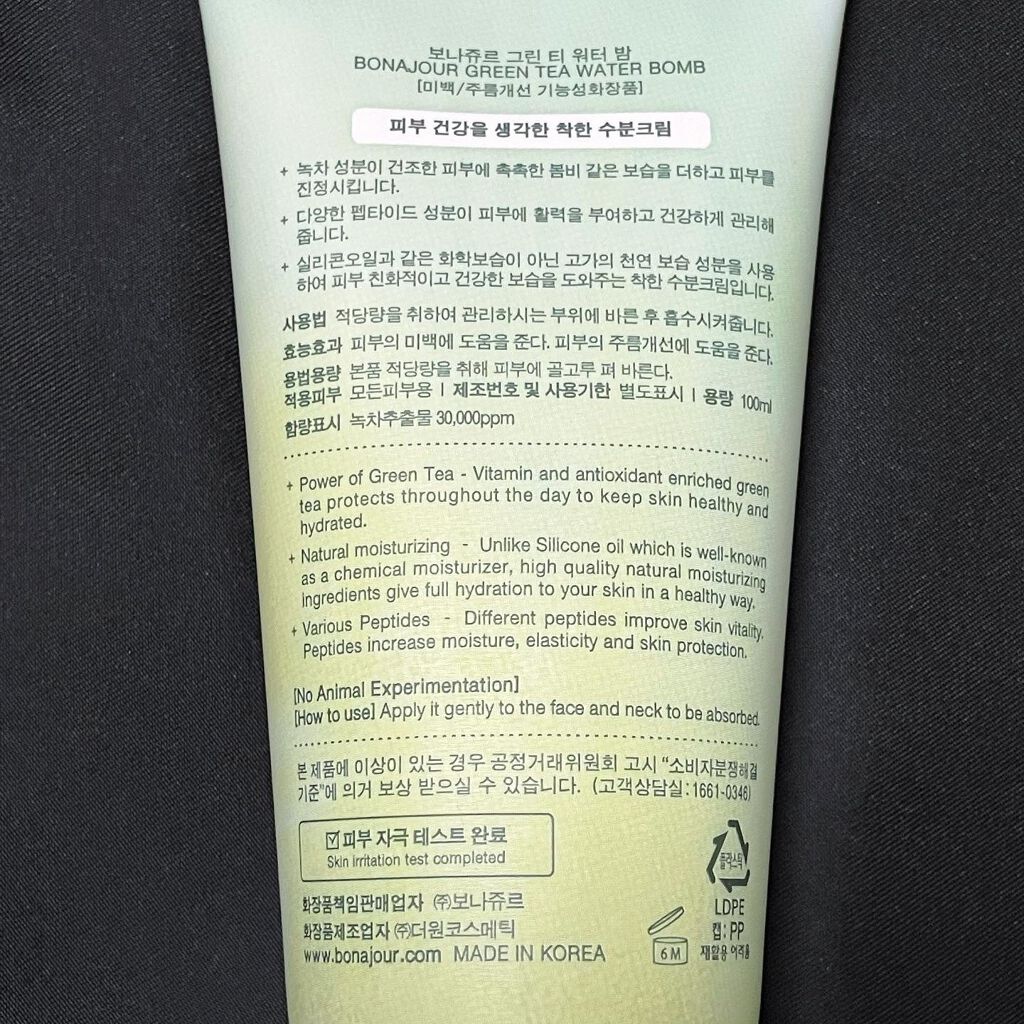 보나쥬르 그린 티 워터 밤
BONAJOUR GREEN TEA WATER BOMB
[미백/주름개선 기능성화장품]
피부 건강을 생각한 착한 수분크림
+ 녹차 성분이 건조한 피부에 촉촉한 봄비 같은 보습을 더하고 피부를
진정시킵니다.
+ 다양한 펩타이드 성분이 피부에 활력을 부여하고 건강하게 관리해
줍니다.
+ 실리콘오일과 같은 화학보습이 아닌 고가의 천연 보습 성분을 사용
하여 피부 친화적이고 건강한 보습을 도와주는 착한 수분크림입니다.
사용법 적당량을 취하여 관리하시는 부위에 바른 후 흡수시켜줍니다.
효능효과 피부의 미백에 도움을 준다. 피부의 주름개선에 도움을 준다.
용법용량 본품 적당량을 취해 피부에 골고루 펴 바른다.
적용피부 모든피부용 | 제조번호 및 사용기한 별도표시 | 용량 100ml
함량표시 녹차추출물 30,000ppm
+ Power of Green Tea - Vitamin and antioxidant enriched green
tea protects throughout the day to keep skin healthy and
hydrated.
+ Natural moisturizing - Unlike Silicone oil which is well-known
as a chemical moisturizer, high quality natural moisturizing
ingredients give full hydration to your skin in a healthy way.
+ Various Peptides - Different peptides improve skin vitality.
Peptides increase moisture, elasticity and skin protection.
[No Animal Experimentation]
[How to use] Apply it gently to the face and neck to be absorbed.
본 제품에 이상이 있는 경우 공정거래위원회 고시 "소비자분쟁해결
기준"에 의거 보상 받으실 수 있습니다. (고객상담실:1661-0346)
피부 자극 테스트 완료
Skin irritation test completed
화장품책임판매업자 ㈜보나쥬르
화장품제조업자 ㈜더원코스메틱
www.bonajour.com MADE IN KOREA
6M
플라스틱
LDPE
캡:PP
재활용 어려움